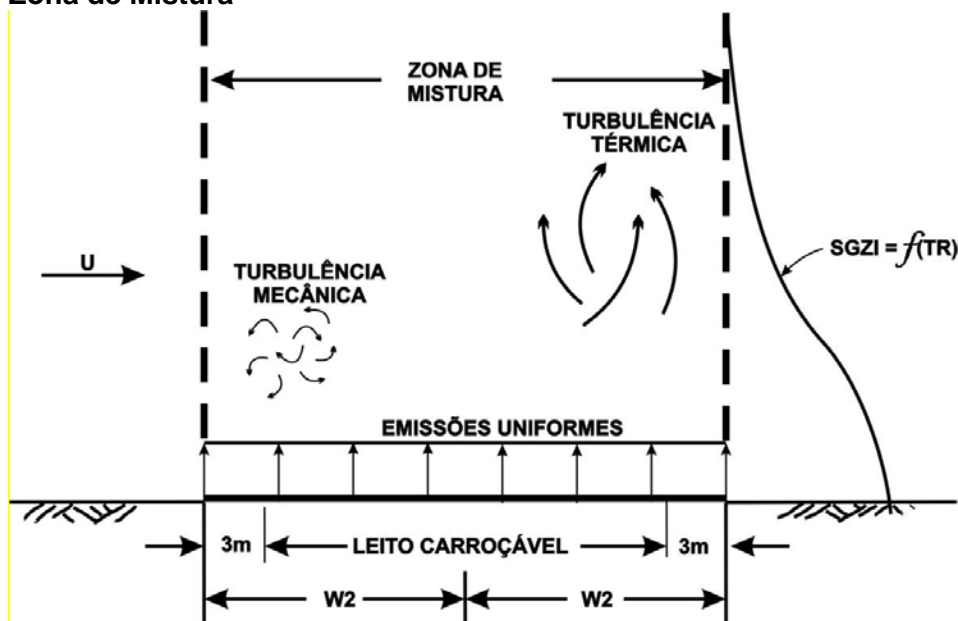 Zona de Mistura
ZONA DE
MISTURA
TURBULÊNCIA
TÉRMICA
U
SGZI = f(TR)
TURBULÊNCIA
MECÂNICA
EMISSÕES UNIFORMES
3m
LEITO CARROÇÁVEL
3m
W2
W2